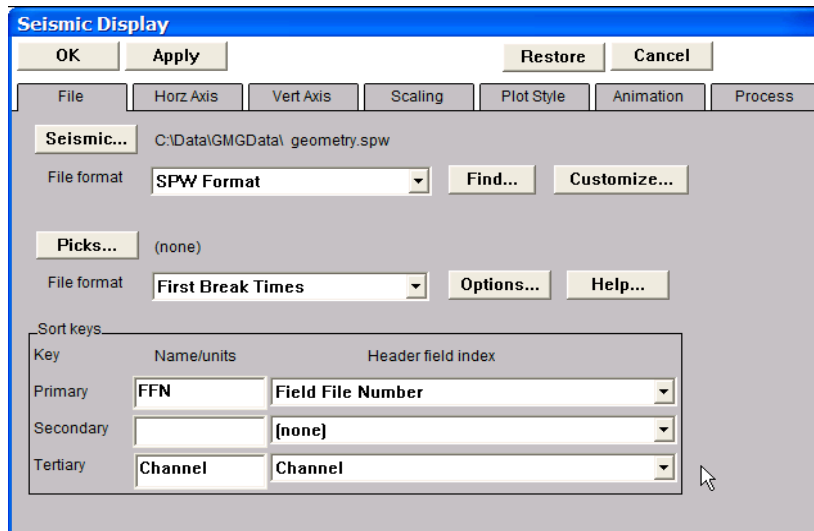 Seismic Display
OK Apply Restore Cancel
File Horz Axis Vert Axis Scaling Plot Style Animation Process
Seismic... C:\Data\GMGData\ geometry.spw
File format SPW Format Find... Customize...
Picks... (none)
File format First Break Times Options... Help...
Sort keys
Key Name/units Header field index
Primary FFN Field File Number
Secondary (none)
Tertiary Channel Channel